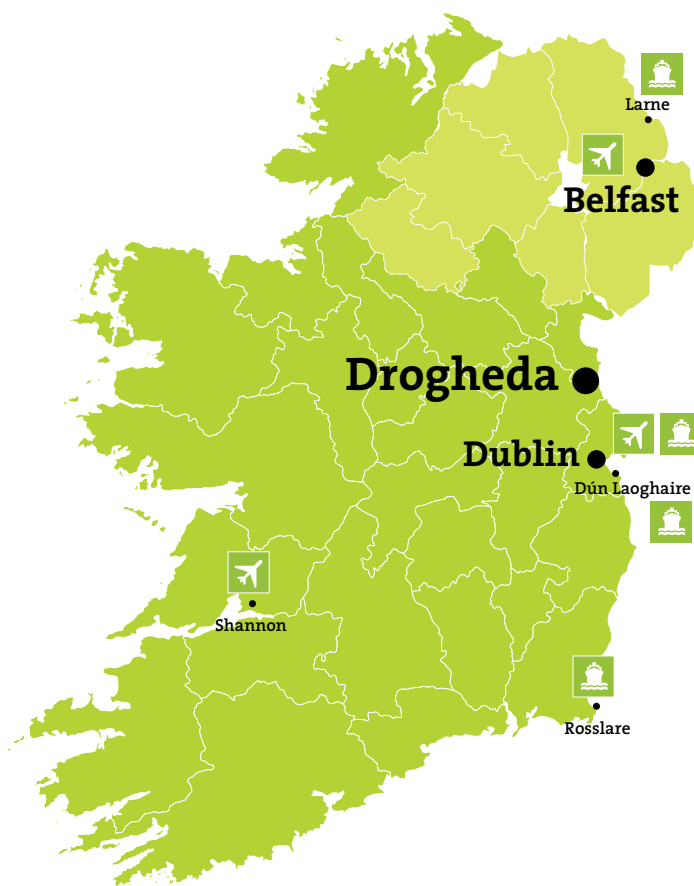 Larne
Belfast
Drogheda
Dublin
Dún Laoghaire
Shannon
Rosslare